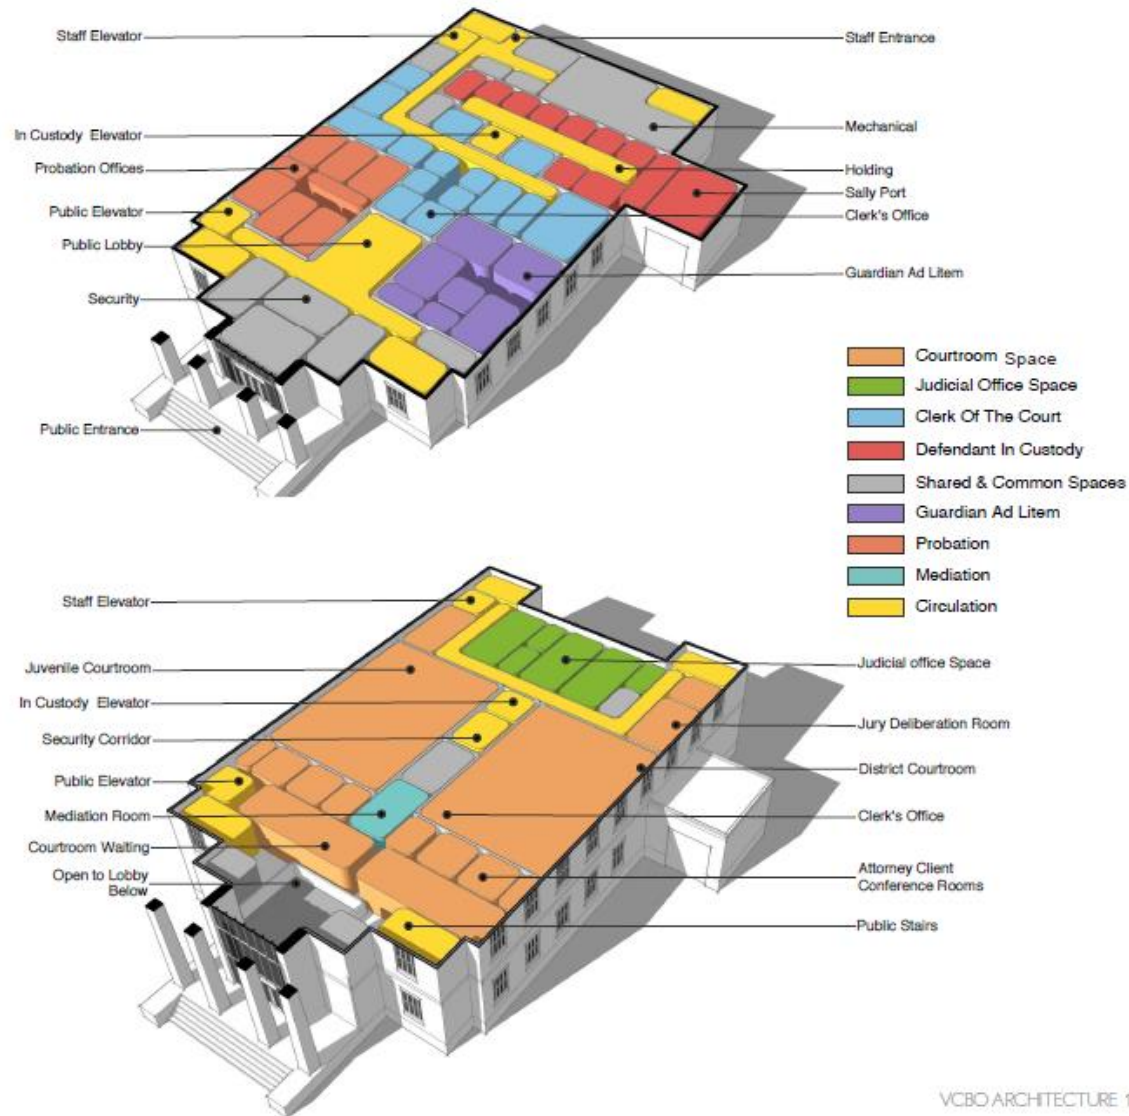 Staff Elevator
Staff Entrance
In Custody Elevator
Mechanical
Probation Offices
Holding
Sally Port
Public Elevator
Clerk's Office
Public Lobby
Guardian Ad Litem
Security
Public Entrance
Courtroom Space
Judicial Office Space
Clerk Of The Court
Defendant In Custody
Shared & Common Spaces
Guardian Ad Litem
Probation
Mediation
Circulation
Staff Elevator
Judicial office Space
Juvenile Courtroom
In Custody Elevator
Jury Deliberation Room
Security Corridor
District Courtroom
Public Elevator
Mediation Room
Clerk's Office
Courtroom Waiting
Attorney Client
Conference Rooms
Open to Lobby
Below
Public Stairs
VCBO ARCHITECTURE 1